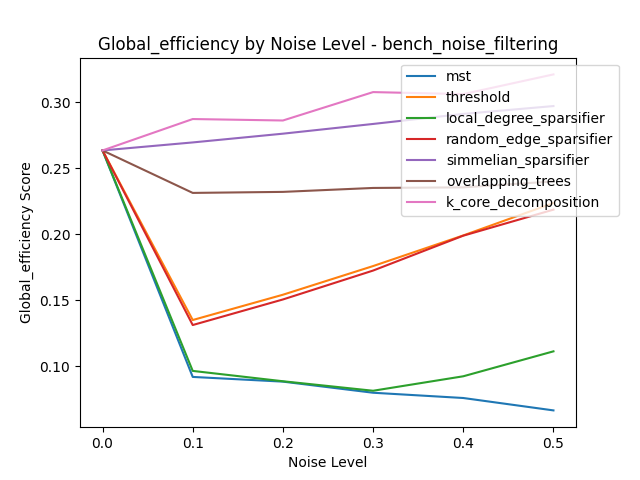 Global_efficiency by Noise Level - bench_noise_filtering
Global_efficiency Score
0.30
0.25
0.20
0.15
0.10
mst
threshold
local_degree_sparsifier
random_edge_sparsifier
simmelian_sparsifier
overlapping_trees
k_core_decomposition
0.0
0.1
0.2
0.3
0.4
0.5
Noise Level